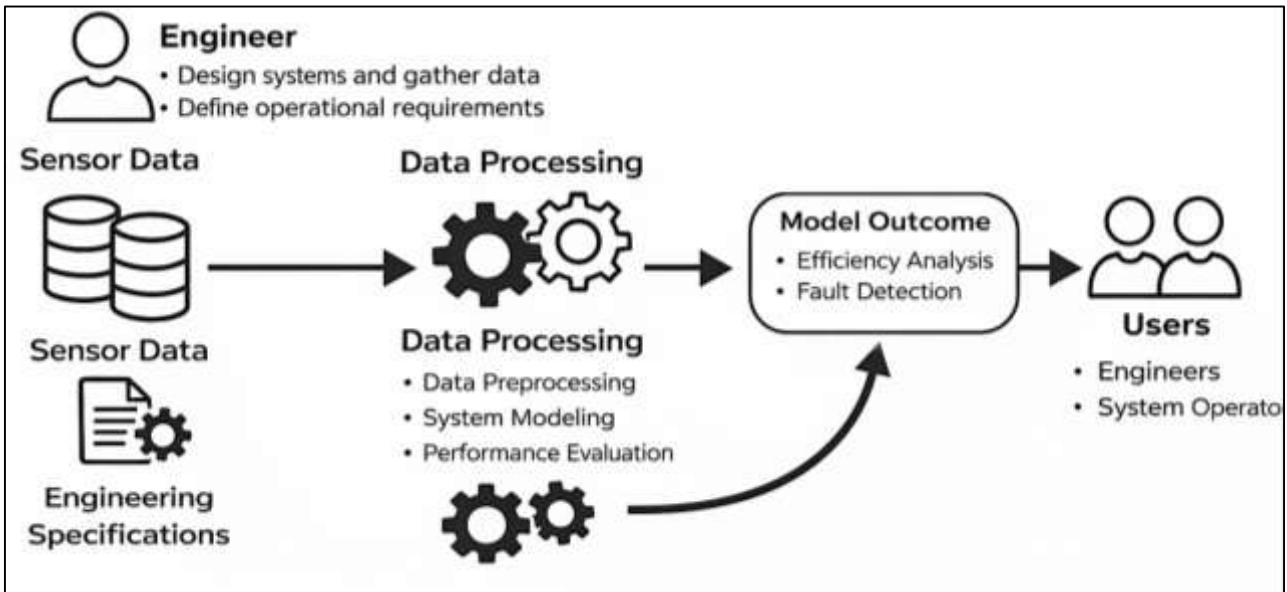 Engineer
• Design systems and gather data
• Define operational requirements
Sensor Data
Sensor Data
Engineering
Specifications
Data Processing
Data Processing
• Data Preprocessing
• System Modeling
• Performance Evaluation
Model Outcome
• Efficiency Analysis
• Fault Detection
Users
• Engineers
• System Operato